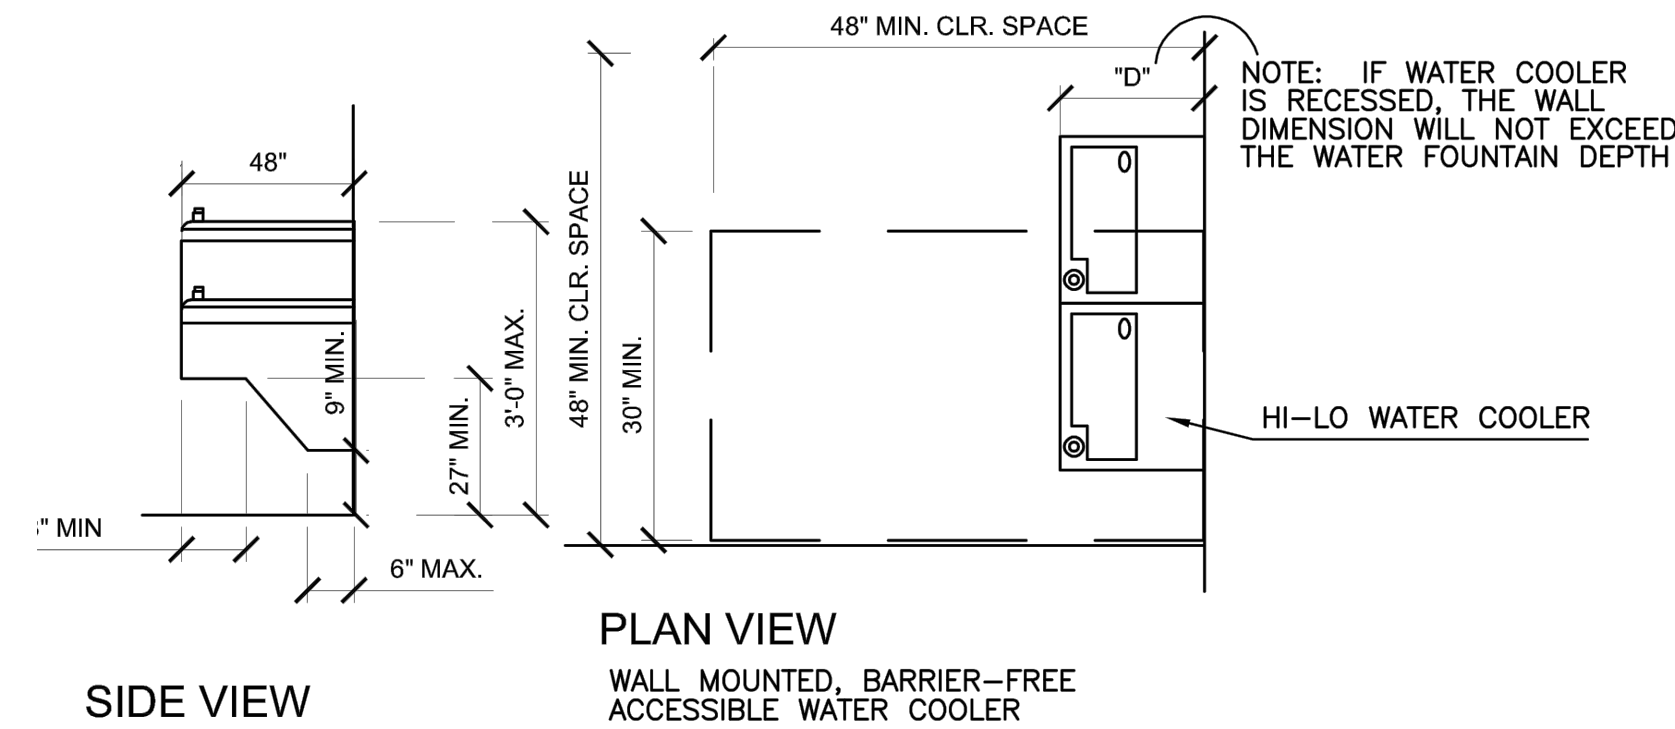 48" MIN. CLR. SPACE
"D"
NOTE: IF WATER COOLER
IS RECESSED, THE WALL
DIMENSION WILL NOT EXCEED
THE WATER FOUNTAIN DEPTH
48"
48" MIN. CLR. SPACE
30" MIN.
3'-0" MAX.
27" MIN.
9" MIN.
HI-LO WATER COOLER
" MIN
6" MAX.
PLAN VIEW
WALL MOUNTED, BARRIER-FREE
ACCESSIBLE WATER COOLER
SIDE VIEW